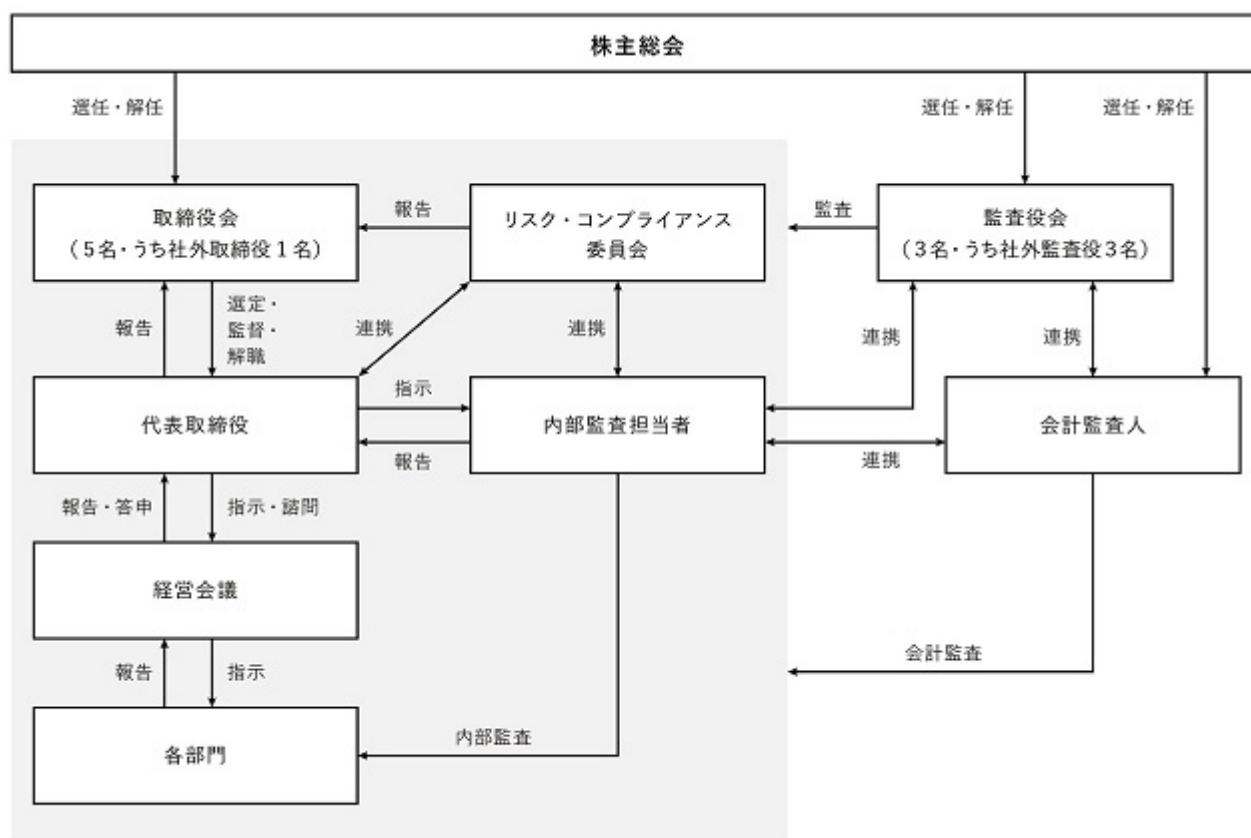 株主総会
選任・解任
選任・解任
選任・解任
取締役会
(5名・うち社外取締役1名)
報告
リスク・コンプライアンス
委員会
監査
監査役会
(3名・うち社外監査役3名)
報告
選定・
監督・
解職
連携
連携
連携
連携
代表取締役
指示
報告
内部監査担当者
連携
会計監査人
報告・答申
指示・諮問
経営会議
報告
指示
会計監査
各部門
内部監査